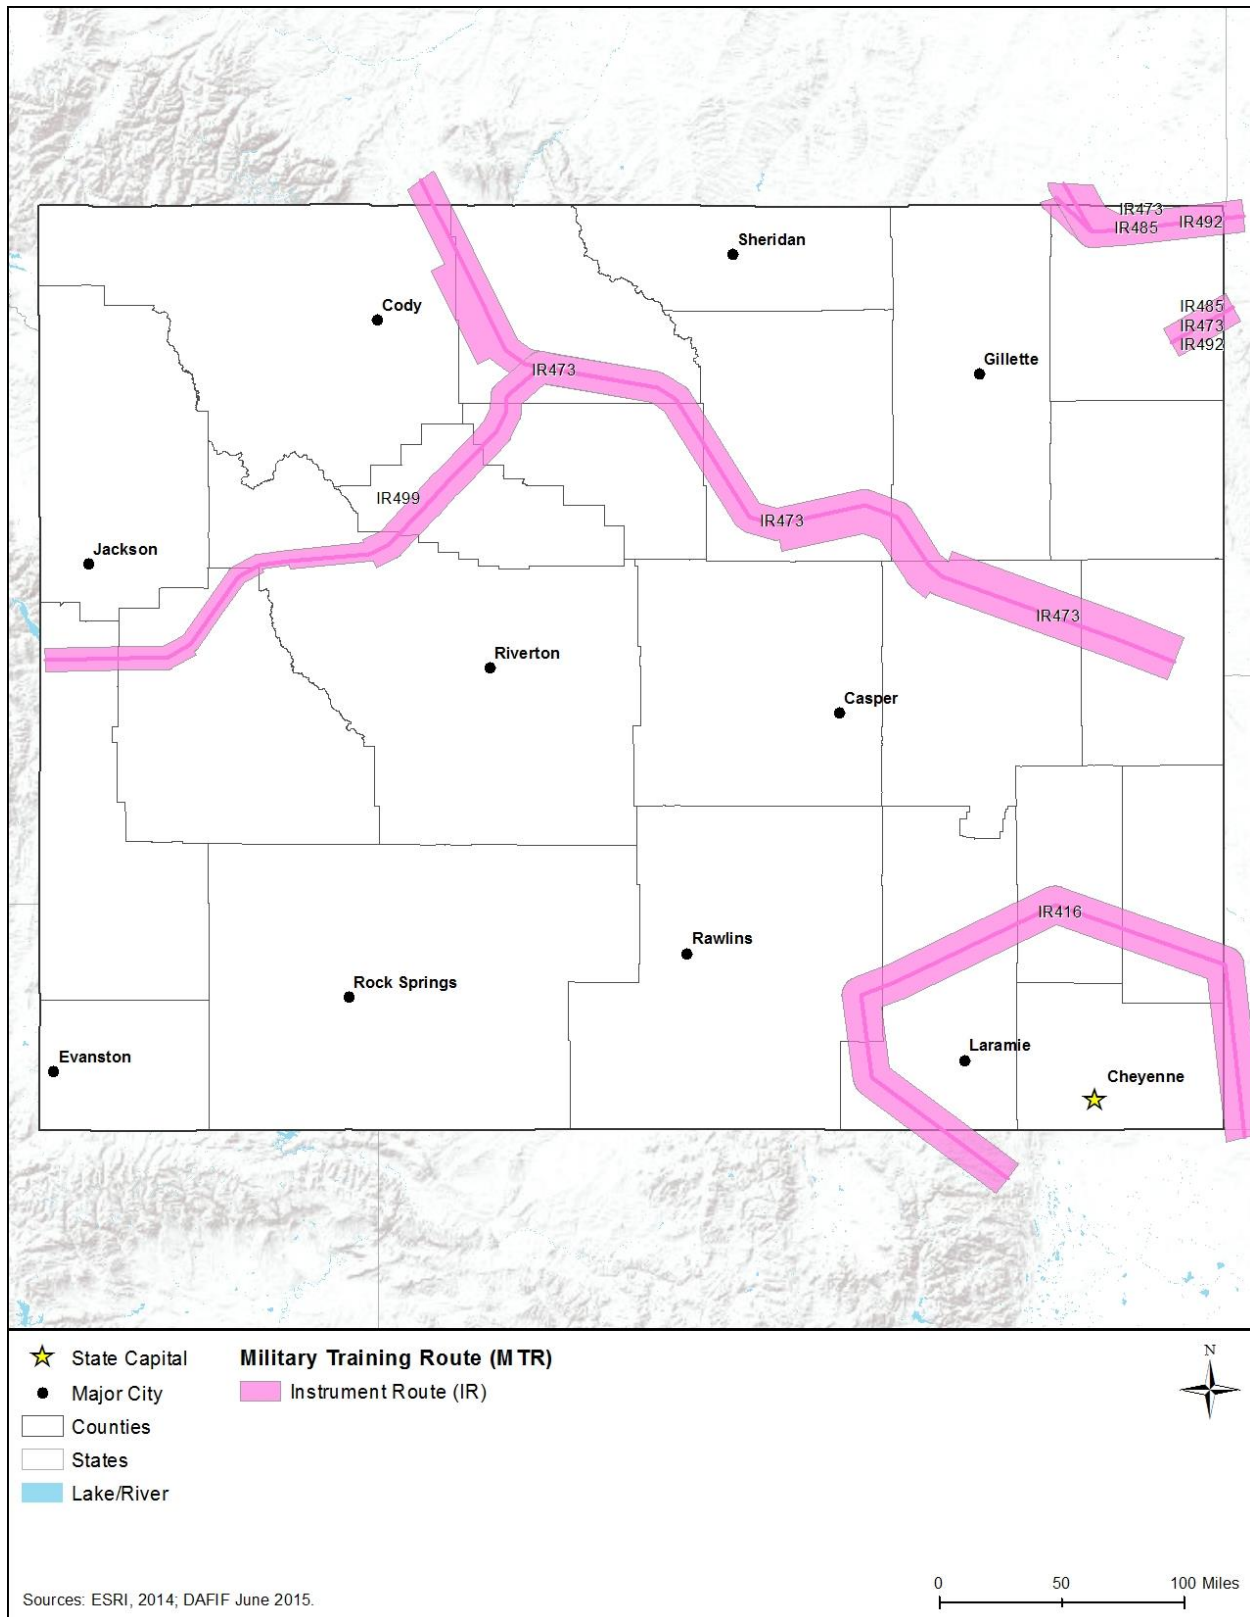 IR473
IR485
IR492
Sheridan
Cody
IR485
IR473
IR492
Gillette
IR473
IR499
IR473
Jackson
IR473
Riverton
Casper
IR416
Rawlins
Rock Springs
Laramie
Evanston
Cheyenne
State Capital
Major City
Counties
States
Lake/River
Military Training Route (MTR)
Instrument Route (IR)
N
Sources: ESRI, 2014; DAFIF June 2015.
0 50 100 Miles